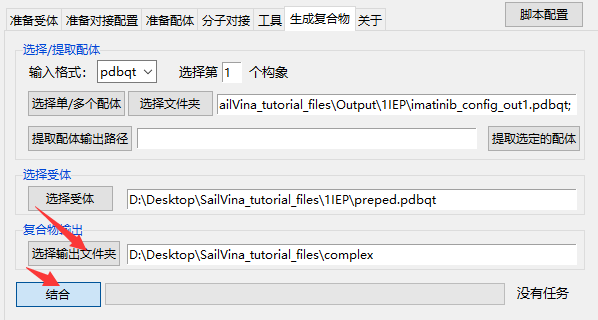 准备受体 准备对接配置 准备配体 分子对接 工具 生成复合物 关于 脚本配置
选择/提取配体
输入格式: pdbqt 选择第 1 个构象
选择单/多个配体 选择文件夹 ailVina_tutorial_files\Output\1IEP\imatinib_config_out1.pdbqt;
提取配体输出路径 提取选定的配体
选择受体
选择受体 D:\Desktop\SailVina_tutorial_files\1IEP\preped.pdbqt
复合物输出
选择输出文件夹 D:\Desktop\SailVina_tutorial_files\complex
结合 没有任务